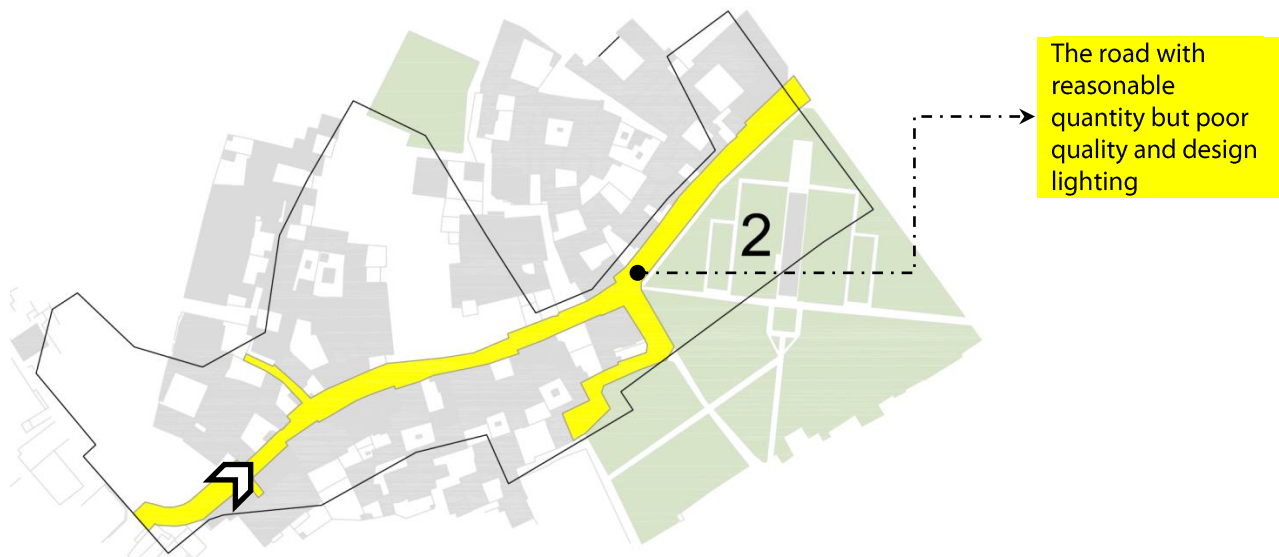 The road with
reasonable
quantity but poor
quality and design
lighting
2